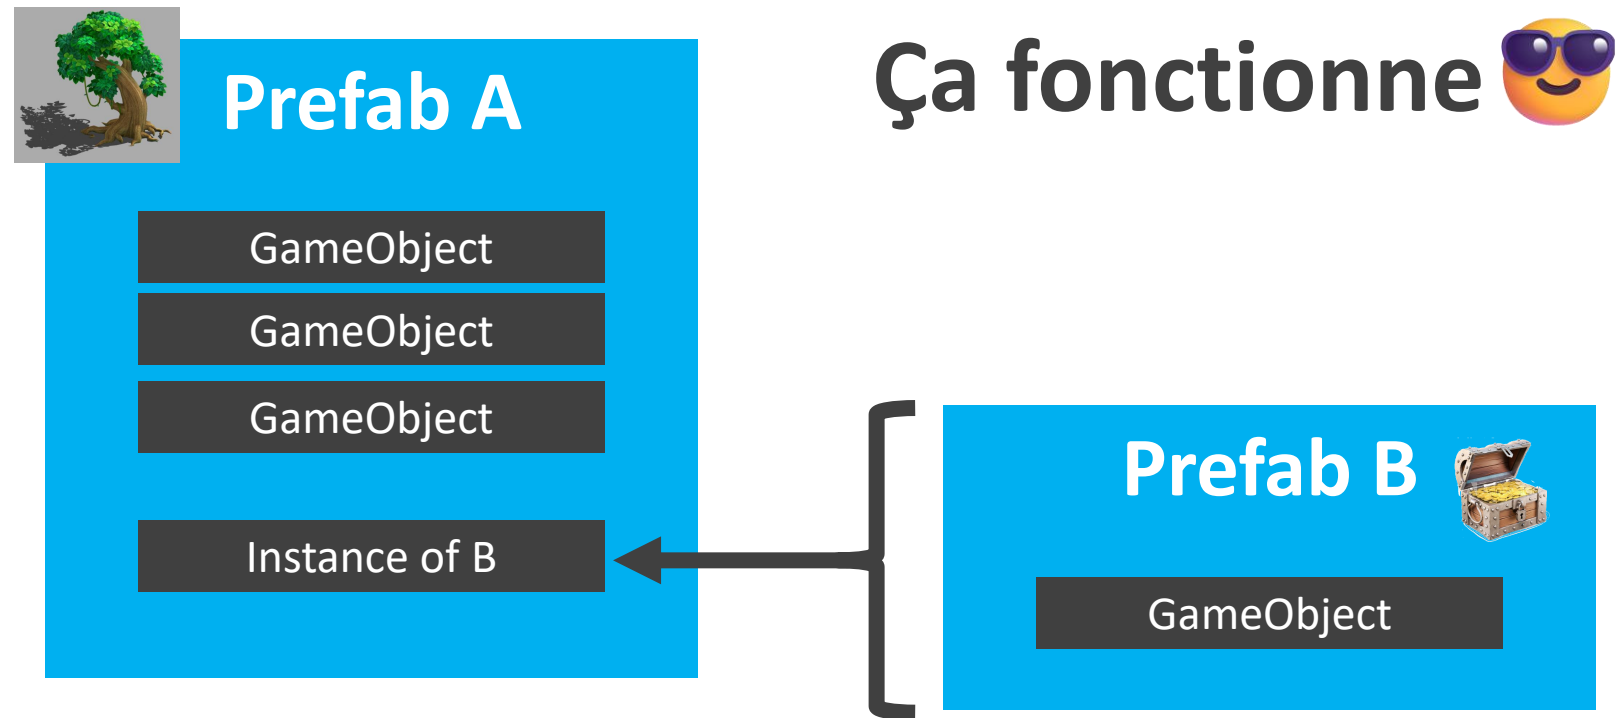 Prefab A
Ça fonctionne
GameObject
GameObject
GameObject
Instance of B
Prefab B
GameObject